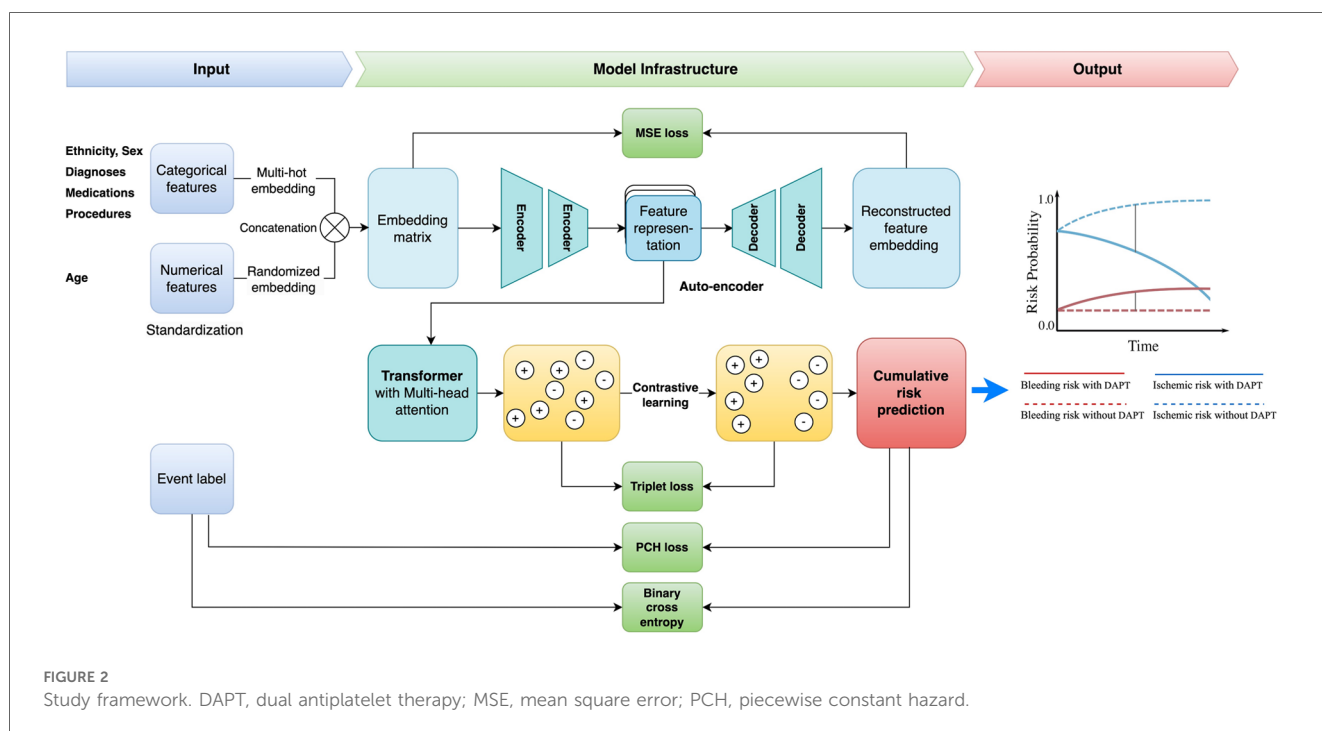 Input
Model Infrastructure
Output
MSE loss
Ethnicity, Sex
Diagnoses
Medications
Procedures
Categorical
features
Multi-hot
embedding
Concatenation
Age
Numerical
features
Randomized
embedding
Standardization
Embedding
matrix
Encoder
Encoder
Feature
represen-
tation
Decoder
Decoder
Reconstructed
feature
embedding
Auto-encoder
Transformer
with Multi-head
attention
+ + - - + - + + + -
Contrastive
learning
+ + - + - + - + -
Cumulative
risk
prediction
Event label
Triplet loss
PCH loss
Binary
cross
entropy
1.0
Risk Probability
0.0
Time
Bleeding risk with DAPT
Ischemic risk with DAPT
Bleeding risk without DAPT
Ischemic risk without DAPT
FIGURE 2
Study framework. DAPT, dual antiplatelet therapy; MSE, mean square error; PCH, piecewise constant hazard.